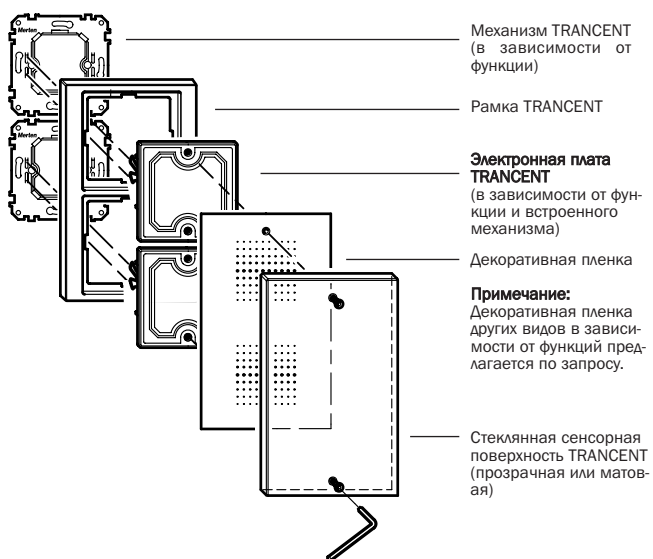 Merten
Merten
Механизм TRANCENT
(в зависимости от
функции)
Рамка TRANCENT
Электронная плата
TRANCENT
(в зависимости от фун-
кции и встроенного
механизма)
Декоративная пленка
Примечание:
Декоративная пленка
других видов в зависи-
мости от функций пред-
лагается по запросу.
Стеклянная сенсорная
поверхность TRANCENT
(прозрачная или матов-
ая)